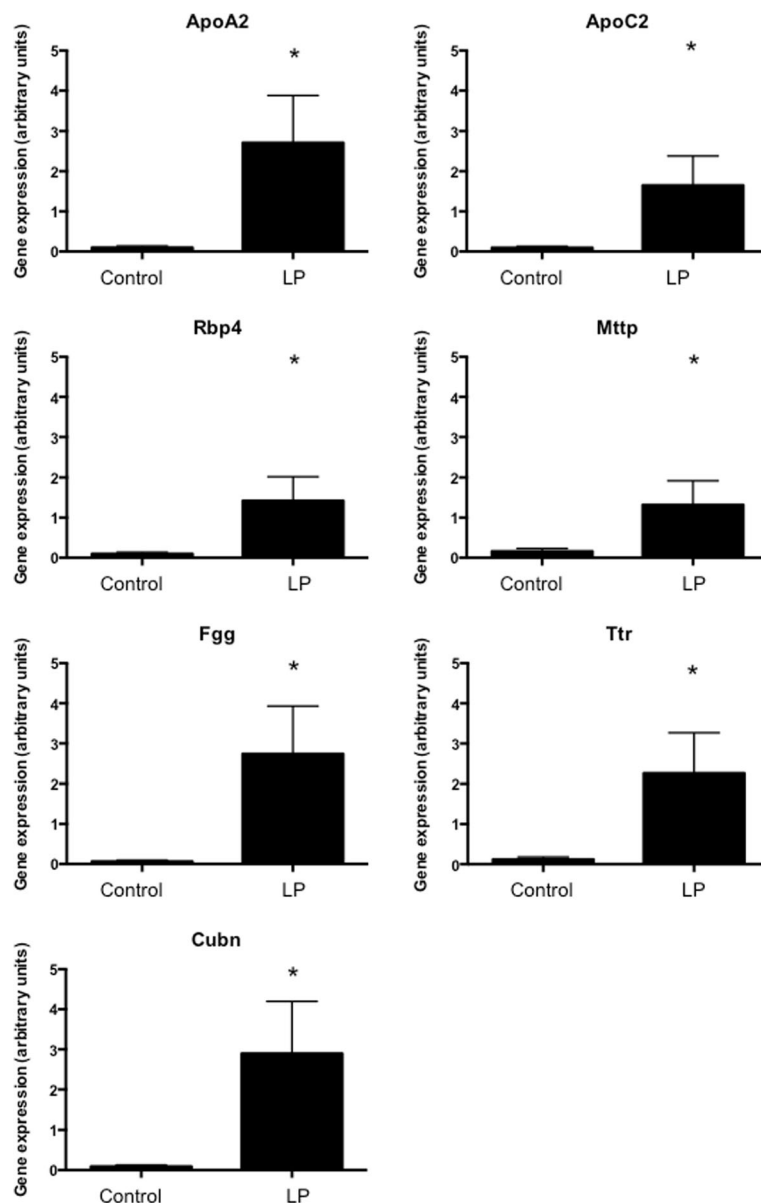 ApoA2
Gene expression (arbitrary units)
5
4
3
2
1
0
*
Control
LP
ApoC2
Gene expression (arbitrary units)
5
4
3
2
1
0
*
Control
LP
Rbp4
Gene expression (arbitrary units)
5
4
3
2
1
0
*
Control
LP
Mttp
Gene expression (arbitrary units)
5
4
3
2
1
0
*
Control
LP
Fgg
Gene expression (arbitrary units)
5
4
3
2
1
0
*
Control
LP
Ttr
Gene expression (arbitrary units)
5
4
3
2
1
0
*
Control
LP
Cubn
Gene expression (arbitrary units)
5
4
3
2
1
0
*
Control
LP